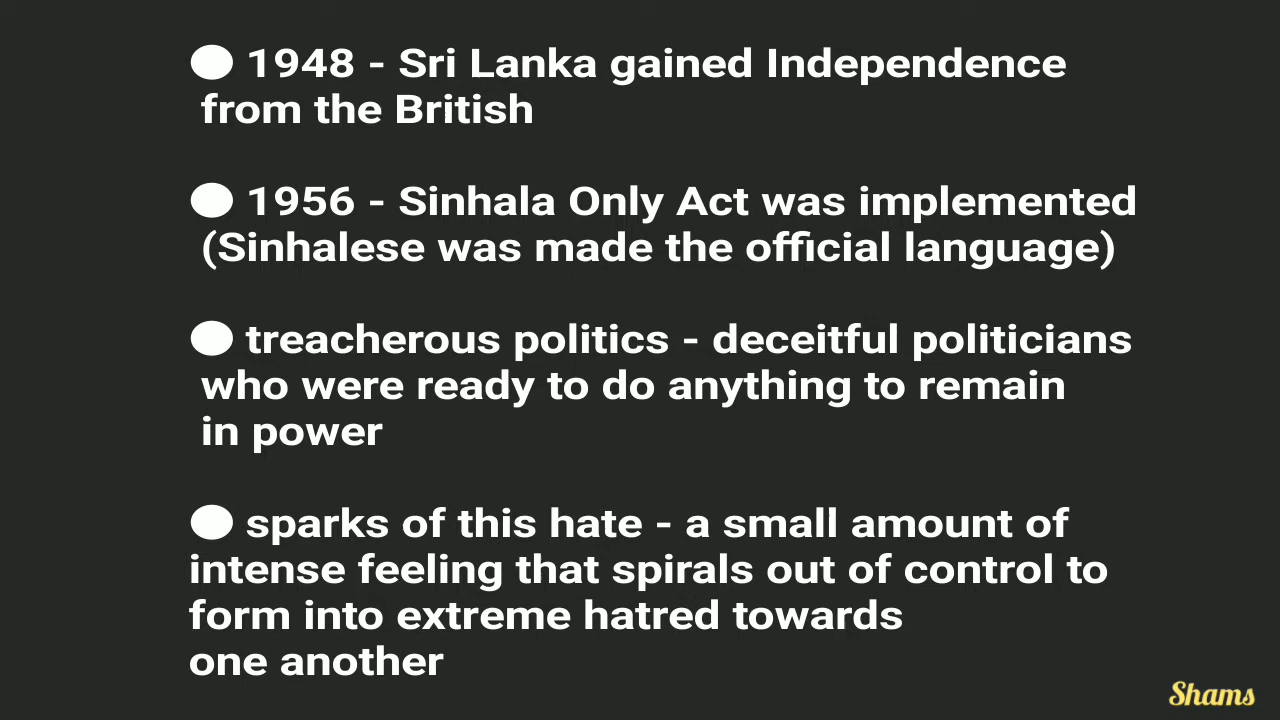 ● 1948 - Sri Lanka gained Independence
from the British
● 1956 - Sinhala Only Act was implemented
(Sinhalese was made the official language)
● treacherous politics - deceitful politicians
who were ready to do anything to remain
in power
● sparks of this hate - a small amount of
intense feeling that spirals out of control to
form into extreme hatred towards
one another
Shams